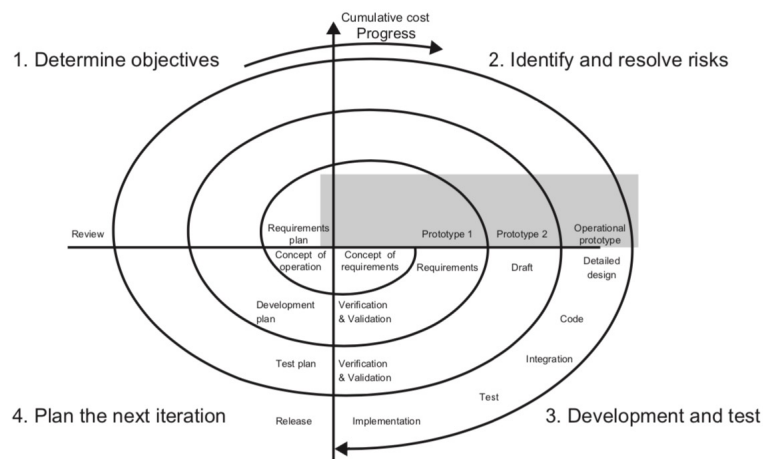 Cumulative cost
Progress
1. Determine objectives
2. Identify and resolve risks
Requirements
plan
Review
Prototype 1
Prototype 2
Operational
prototype
Concept of
operation
Concept of
requirements
Requirements
Draft
Detailed
design
Development
plan
Verification
& Validation
Code
Test plan
Verification
& Validation
Integration
Test
4. Plan the next iteration
Release
Implementation
3. Development and test